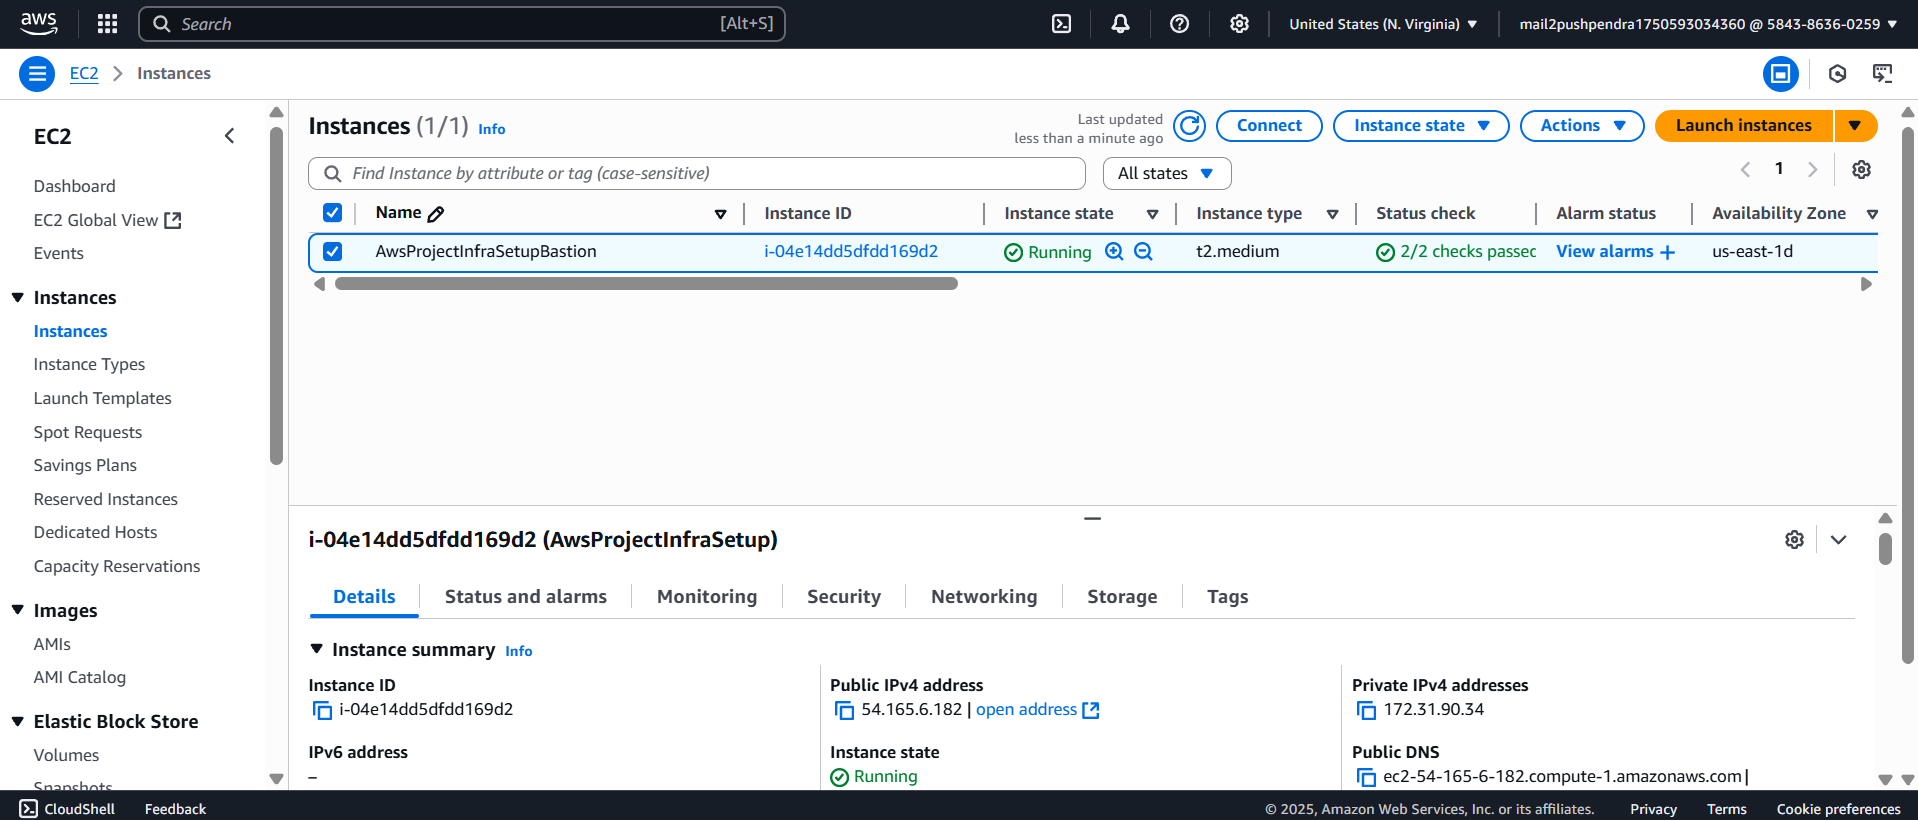 aws
Search [Alt+S]
United States (N. Virginia)
mail2pushpendra1750593034360 @ 5843-8636-0259
EC2 Instances
EC2
Dashboard
EC2 Global View
Events
Instances
Instances
Instance Types
Launch Templates
Spot Requests
Savings Plans
Reserved Instances
Dedicated Hosts
Capacity Reservations
Images
AMIs
AMI Catalog
Elastic Block Store
Volumes
Snapshots
Instances (1/1) Info
Last updated
less than a minute ago
Connect
Instance state
Actions
Launch instances
Find Instance by attribute or tag (case-sensitive)
All states
1
Name Instance ID Instance state Instance type Status check Alarm status Availability Zone
AwsProjectInfraSetupBastion i-04e14dd5dfdd169d2 Running t2.medium 2/2 checks passed View alarms + us-east-1d
i-04e14dd5dfdd169d2 (AwsProjectInfraSetup)
Details Status and alarms Monitoring Security Networking Storage Tags
Instance summary Info
Instance ID
i-04e14dd5dfdd169d2
Public IPv4 address
54.165.6.182 | open address
Private IPv4 addresses
172.31.90.34
IPv6 address
–
Instance state
Running
Public DNS
ec2-54-165-6-182.compute-1.amazonaws.com |
CloudShell Feedback
© 2025, Amazon Web Services, Inc. or its affiliates. Privacy Terms Cookie preferences